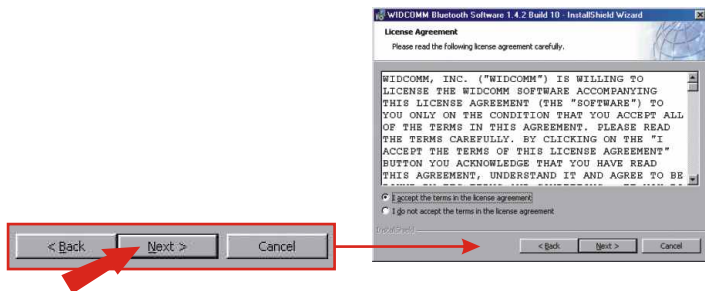 WIDCOMM Bluetooth Software 1.4.2 Build 10 - InstallShield Wizard
License Agreement
Please read the following license agreement carefully.
WIDCOMM, INC. ("WIDCOMM") IS WILLING TO
LICENSE THE WIDCOMM SOFTWARE ACCOMPANYING
THIS LICENSE AGREEMENT (THE "SOFTWARE") TO
YOU ONLY ON THE CONDITION THAT YOU ACCEPT ALL
OF THE TERMS IN THIS AGREEMENT. PLEASE READ
THE TERMS CAREFULLY. BY CLICKING ON THE "I
ACCEPT THE TERMS OF THIS LICENSE AGREEMENT"
BUTTON YOU ACKNOWLEDGE THAT YOU HAVE READ
THIS AGREEMENT, UNDERSTAND IT AND AGREE TO BE
I accept the terms in the license agreement
I do not accept the terms in the license agreement
InstallShield
< Back Next > Cancel
< Back Next > Cancel